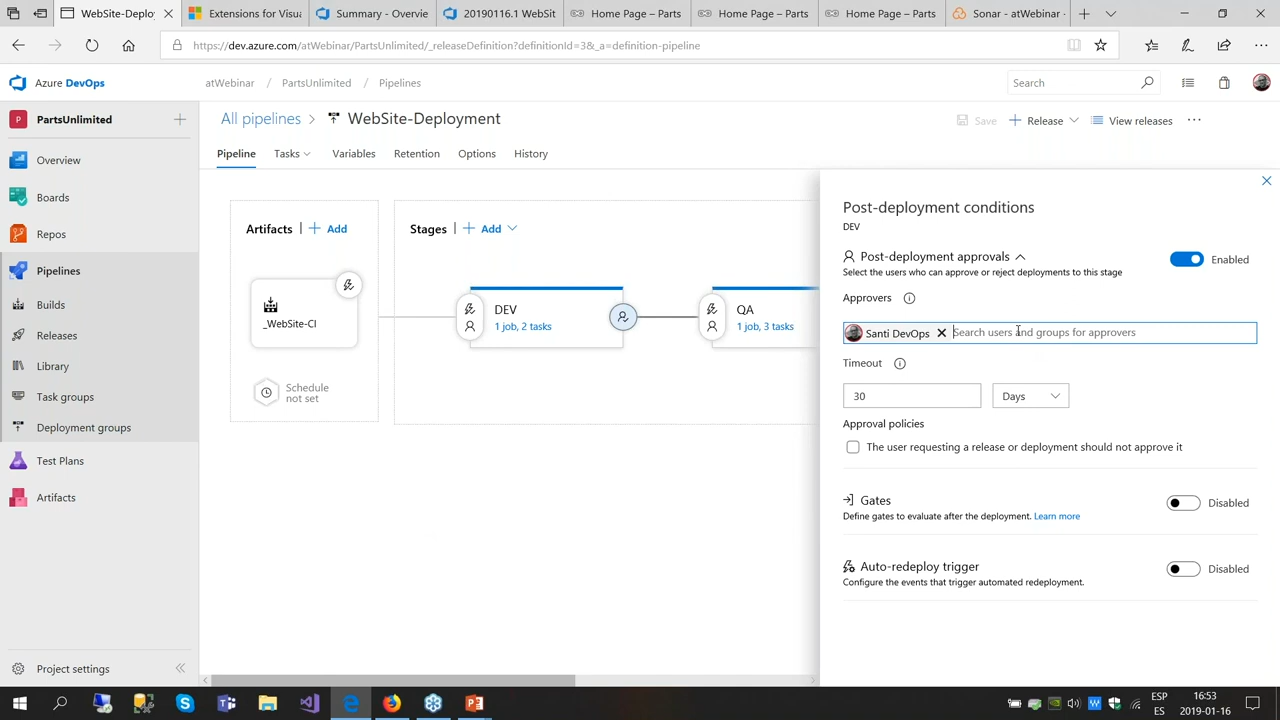 WebSite-Deploy-
Extensions for Visua
Summary - Overvie
20190116.1 WebSit
Home Page – Parts
Home Page – Parts
Home Page – Parts
Sonar - atWebinar -
https://dev.azure.com/atWebinar/PartsUnlimited/_releaseDefinition?definitionId=3&_a=definition-pipeline
Azure DevOps
atWebinar / PartsUnlimited / Pipelines
Search
P PartsUnlimited
Overview
Boards
Repos
Pipelines
Builds
Releases
Library
Task groups
Deployment groups
Test Plans
Artifacts
Project settings
All pipelines > WebSite-Deployment
Save
+ Release
View releases
Pipeline
Tasks
Variables
Retention
Options
History
Artifacts | + Add
_WebSite-CI
Schedule
not set
Stages | + Add
DEV
1 job, 2 tasks
QA
1 job, 3 tasks
Post-deployment conditions
DEV
Post-deployment approvals
Enabled
Select the users who can approve or reject deployments to this stage
Approvers
Santi DevOps
Search users and groups for approvers
Timeout
30
Days
Approval policies
The user requesting a release or deployment should not approve it
Gates
Disabled
Define gates to evaluate after the deployment. Learn more
Auto-redeploy trigger
Disabled
Configure the events that trigger automated redeployment.
ESP
ES
16:53
2019-01-16